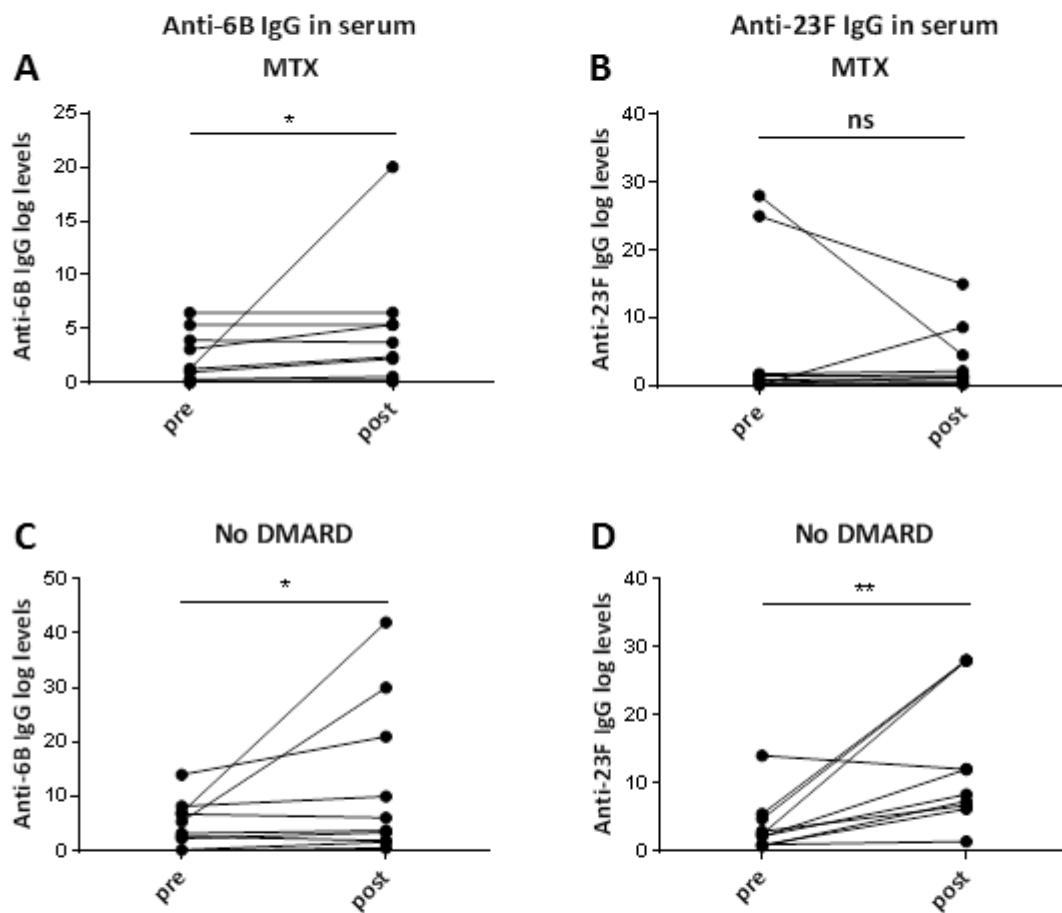 Anti-6B IgG in serum
Anti-23F IgG in serum
A
MTX
B
MTX
Anti-6B IgG log levels
25
20
15
10
5
0
*
pre
post
Anti-23F IgG log levels
40
30
20
10
0
ns
pre
post
C
No DMARD
D
No DMARD
Anti-6B IgG log levels
50
40
30
20
10
0
*
pre
post
Anti-23F IgG log levels
40
30
20
10
0
**
pre
post